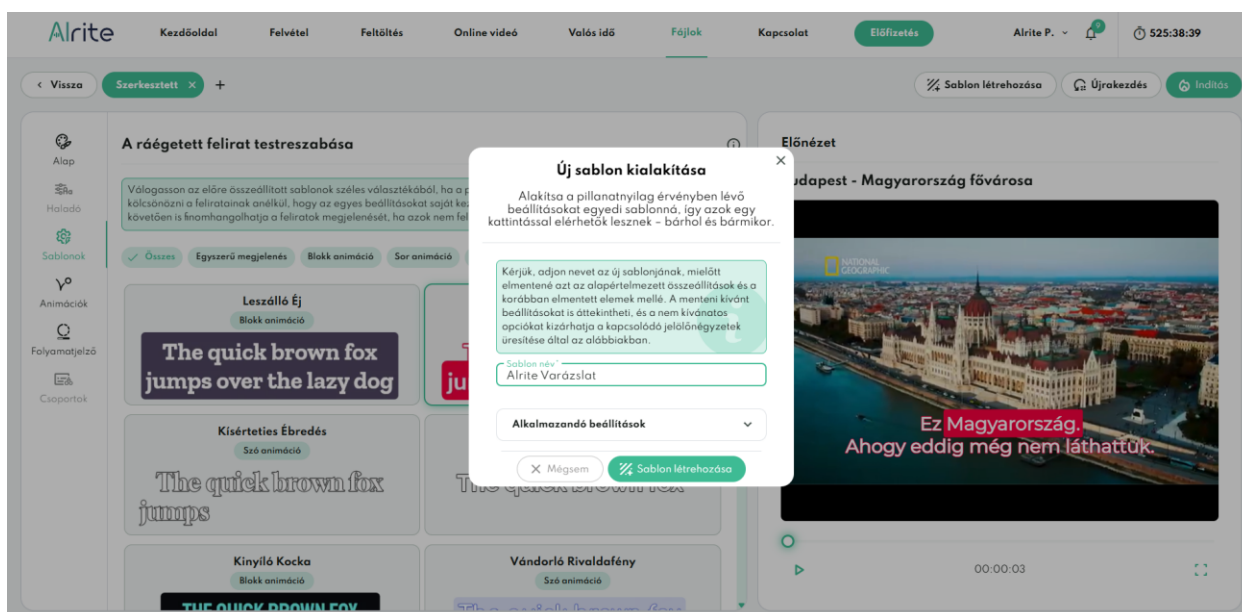 Alrite
Kezdőoldal
Felvétel
Feltöltés
Online videó
Valós idő
Fájlok
Kapcsolat
Előfizetés
Alrite P.
525:38:39
Vissza
Szerkesztett
Sablon létrehozása
Újrakezdés
Indítás
Alap
Haladó
Sablonok
Animációk
Folyamatjelző
Csoportok
A ráégetett felirat testreszabása
Válogasson az előre összeállított sablonok széles választékából, ha a
kölcsönözni a feliratainak anélkül, hogy az egyes beállításokat saját
követően is finomhangolhatja a feliratok megjelenését, ha azok nem
Összes
Egyszerű megjelenés
Blokk animáció
Sor animáció
Leszálló Éj
Blokk animáció
The quick brown fox
jumps over the lazy dog
Kísérteties Ébredés
Szó animáció
The quick brown fox
jumps
The quick brown fox
Kinyíló Kocka
Blokk animáció
THE QUICK BROWN FOX
Vándorló Rivaldafény
Szó animáció
The quick brown fox
Új sablon kialakítása
Alakítsa a pillanatnyilag érvényben lévő
beállításokat egyedi sablonná, így azok egy
kattintással elérhetők lesznek – bárhol és bármikor.
Kérjük, adjon nevet az új sablonjának, mielőtt
elmentené azt az alapértelmezett összeállítások és a
korábban elmentett elemek mellé. A menteni kívánt
beállításokat is áttekintheti, és a nem kívánatos
opciókat kizárhatja a kapcsolódó jelölőnégyzetek
üresítése által az alábbiakban.
Sablon név*
Alrite Varázslat
Alkalmazandó beállítások
Mégsem
Sablon létrehozása
Előnézet
udapest - Magyarország fővárosa
NATIONAL
GEOGRAPHIC
Ez Magyarország.
Ahogy eddig még nem láthattuk.
00:00:03